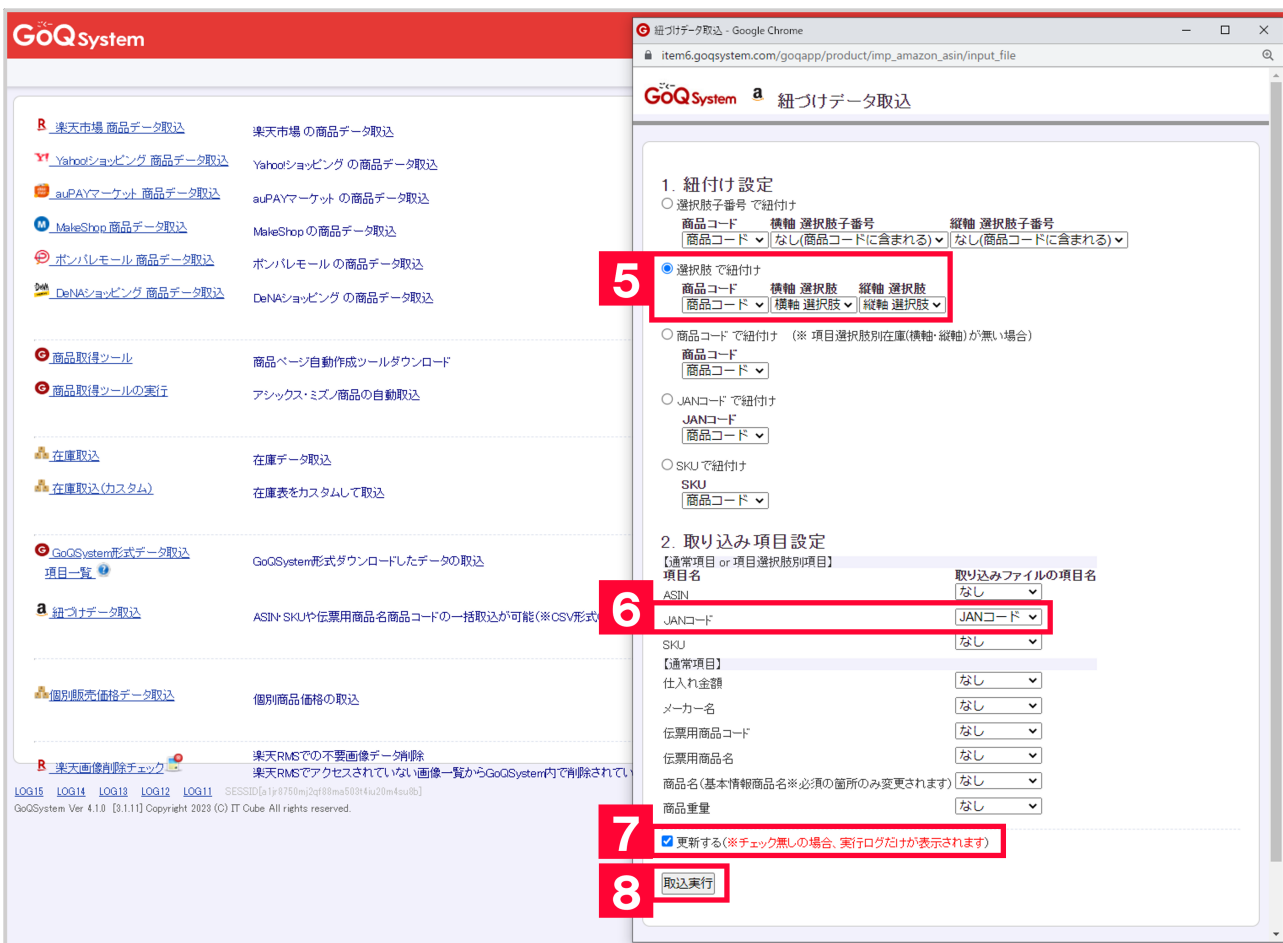 ごくー
GöQ System
R 楽天市場 商品データ取込
楽天市場 の商品データ取込
Y! Yahoo!ショッピング 商品データ取込
Yahoo!ショッピング の商品データ取込
auPAYマーケット 商品データ取込
auPAYマーケット の商品データ取込
M MakeShop 商品データ取込
MakeShop の商品データ取込
ポンパレモール 商品データ取込
ポンパレモール の商品データ取込
DeNA DeNAショッピング 商品データ取込
DeNAショッピング の商品データ取込
G 商品取得ツール
商品ページ自動作成ツールダウンロード
G 商品取得ツールの実行
アシックス・ミズノ商品の自動取込
在庫取込
在庫データ取込
在庫取込(カスタム)
在庫表をカスタムして取込
G GoQSystem形式データ取込
項目一覧 ?
GoQSystem形式ダウンロードしたデータの取込
a 紐づけデータ取込
ASIN・SKUや伝票用商品名商品コードの一括取込が可能(※CSV形式
個別販売価格データ取込
個別商品価格の取込
R 楽天画像削除チェック
楽天RMSでの不要画像データ削除
楽天RMSでアクセスされていない画像一覧からGoQSystem内で削除されてい
LOG15 LOG14 LOG13 LOG12 LOG11 SESSID[a1jr8750mj2qf88ma503t4iu20m4su8b]
GoQSystem Ver 4.1.0 [3.1.11] Copyright 2023 (C) IT Cube All rights reserved.
G 紐づけデータ取込 - Google Chrome
item6.goqsystem.com/goqapp/product/imp_amazon_asin/input_file
ごくー
GöQ System a 紐づけデータ取込
1. 紐付け設定
選択肢子番号 で紐付け
商品コード 横軸 選択肢子番号 縦軸 選択肢子番号
商品コード なし(商品コードに含まれる) なし(商品コードに含まれる)
5
選択肢 で紐付け
商品コード 横軸 選択肢 縦軸 選択肢
商品コード 横軸 選択肢 縦軸 選択肢
商品コード で紐付け (※ 項目選択肢別在庫(横軸・縦軸)が無い場合)
商品コード
商品コード
JANコード で紐付け
JANコード
商品コード
SKU で紐付け
SKU
商品コード
2. 取り込み項目設定
【通常項目 or 項目選択肢別項目】
項目名 取り込みファイルの項目名
ASIN なし
6
JANコード JANコード
SKU なし
【通常項目】
仕入れ金額 なし
メーカー名 なし
伝票用商品コード なし
伝票用商品名 なし
商品名(基本情報商品名※必須の箇所のみ変更されます) なし
商品重量 なし
7
更新する(※チェック無しの場合、実行ログだけが表示されます)
8
取込実行